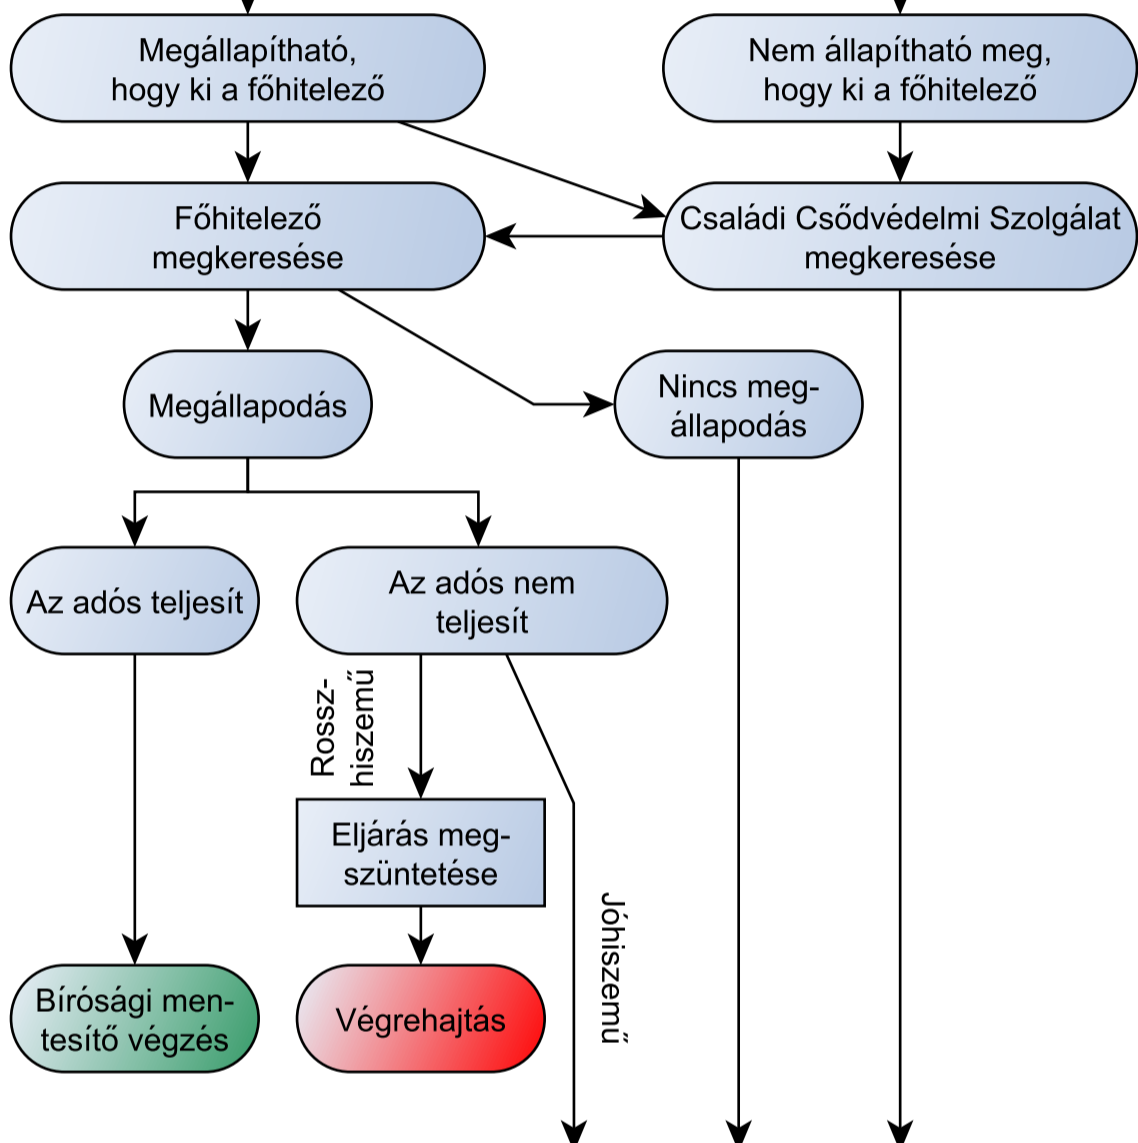 Megállapítható,
hogy ki a főhitelező
Nem állapítható meg,
hogy ki a főhitelező
Főhitelező
megkeresése
Családi Csődvédelmi Szolgálat
megkeresése
Megállapodás
Nincs meg-
állapodás
Az adós teljesít
Az adós nem
teljesít
Rossz-
hiszemű
Eljárás meg-
szüntetése
Jóhiszemű
Bírósági men-
tesítő végzés
Végrehajtás